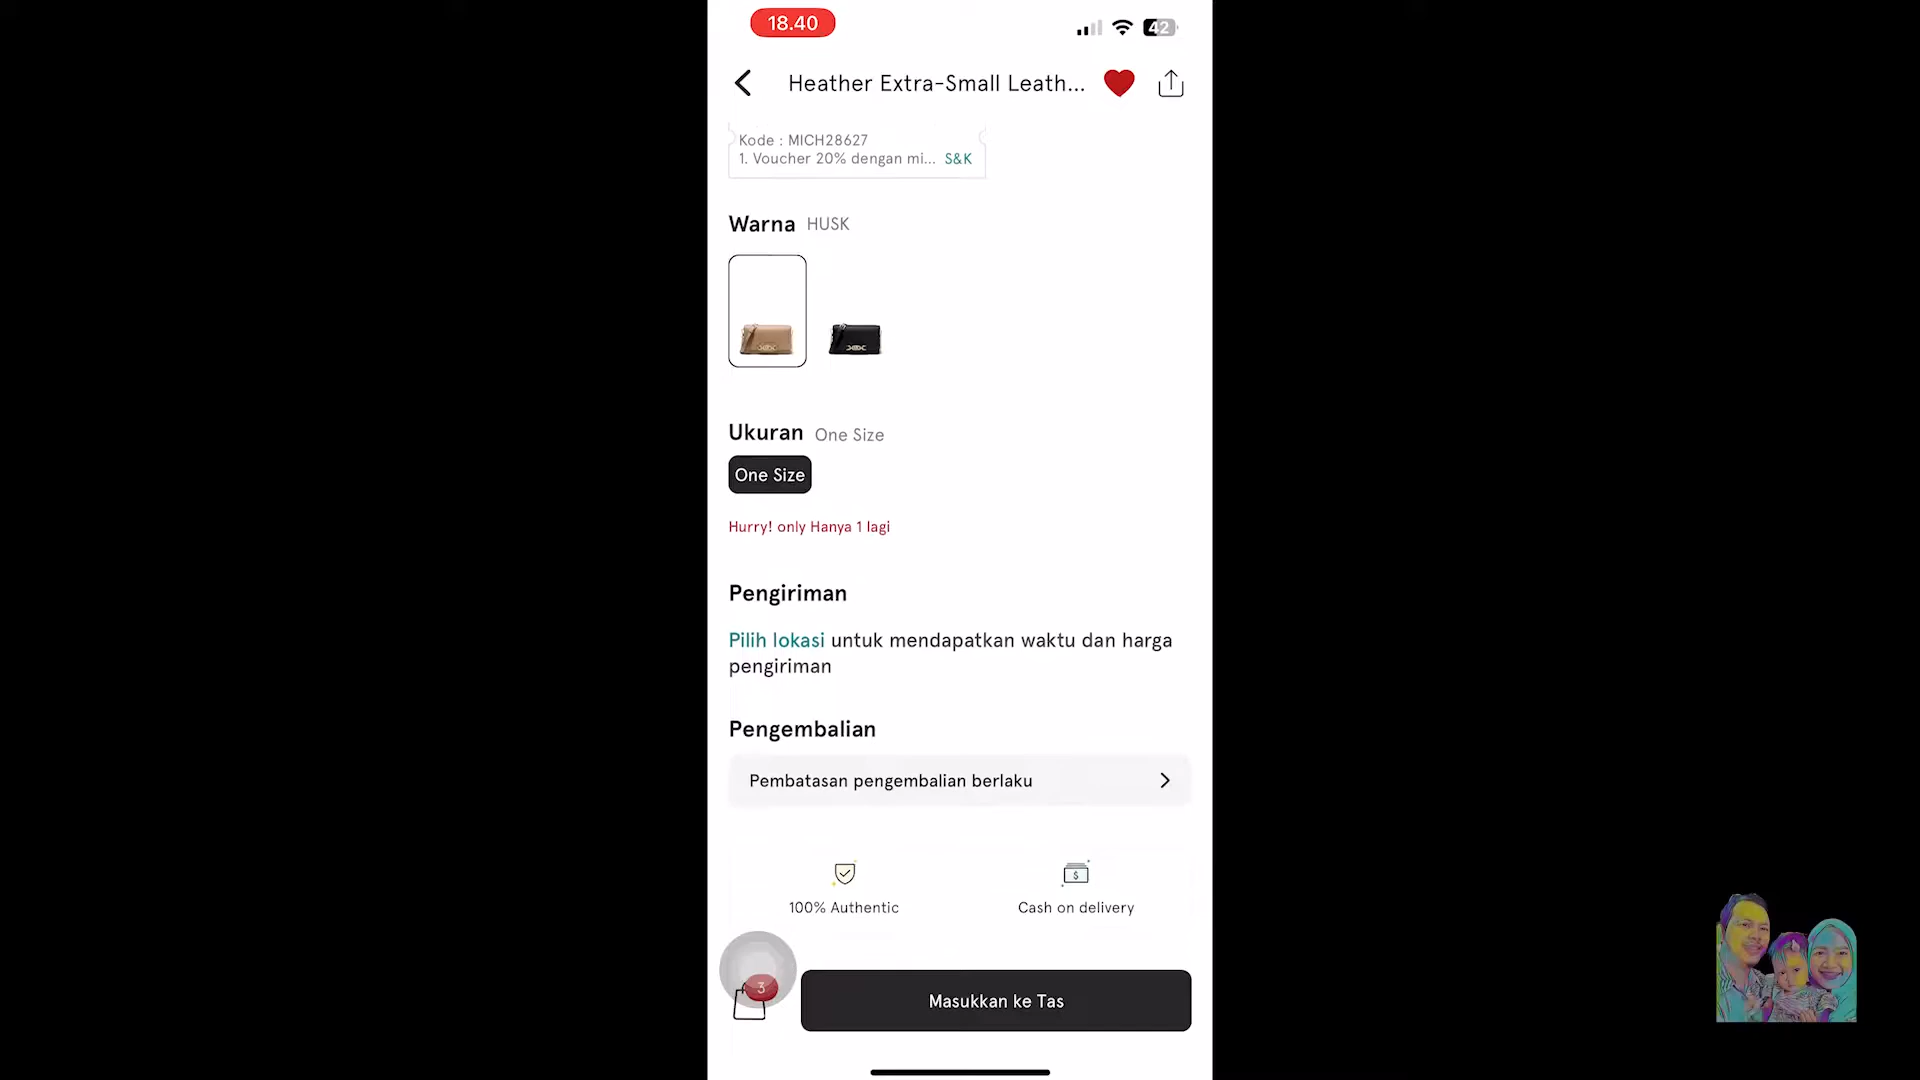 18.40
42
Heather Extra-Small Leath...
Kode : MICH28627
1. Voucher 20% dengan mi... S&K
Warna HUSK
Ukuran One Size
One Size
Hurry! only Hanya 1 lagi
Pengiriman
Pilih lokasi untuk mendapatkan waktu dan harga
pengiriman
Pengembalian
Pembatasan pengembalian berlaku
100% Authentic
Cash on delivery
3
Masukkan ke Tas